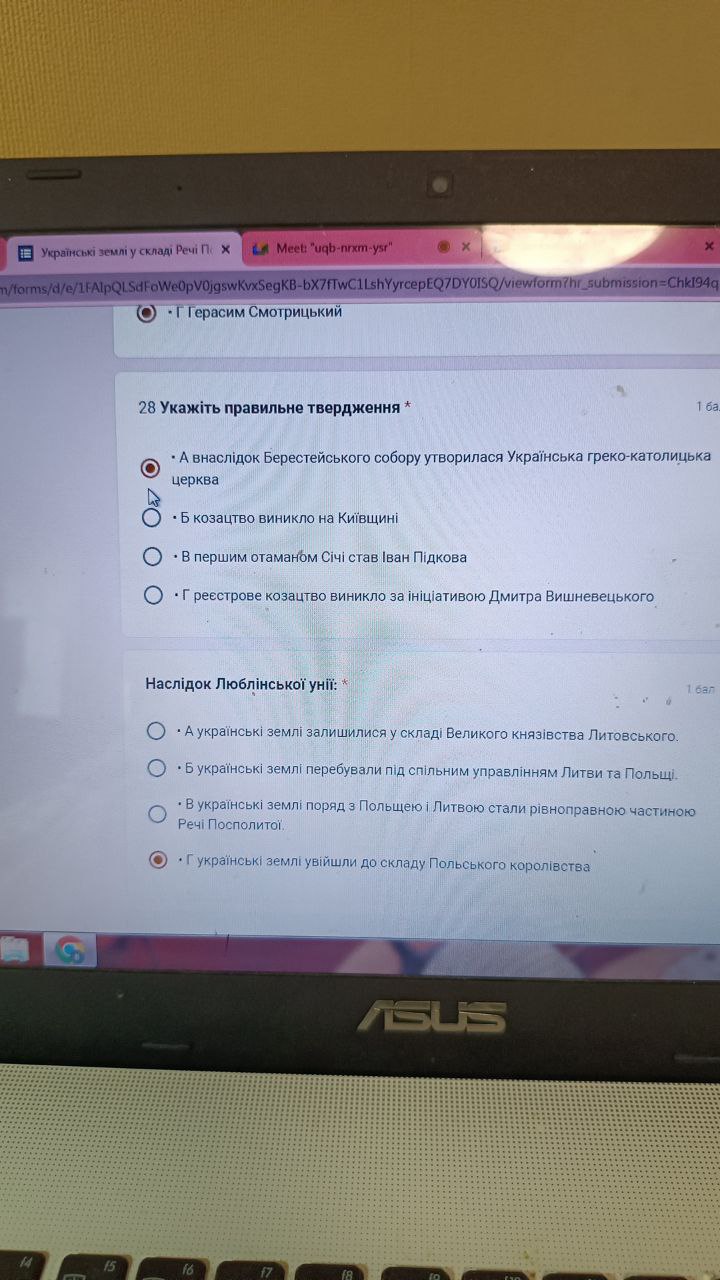 Українські землі у складі Речі По
Meet: "uqb-nrxm-ysr"
m/forms/d/e/1FAIpQLSdFoWe0pV0jgswKvxSegKB-bX7fTwC1LshYyrcepEQ7DY0ISQ/viewform?hr_submission=ChkI94q
• Г Герасим Смотрицький
28 Укажіть правильне твердження *
1 ба
• А внаслідок Берестейського собору утворилася Українська греко-католицька
церква
• Б козацтво виникло на Київщині
• В першим отаманом Січі став Іван Підкова
• Г реєстрове козацтво виникло за ініціативою Дмитра Вишневецького
Наслідок Люблінської унії: *
1 бал
• А українські землі залишилися у складі Великого князівства Литовського.
• Б українські землі перебували під спільним управлінням Литви та Польщі.
• В українські землі поряд з Польщею і Литвою стали рівноправною частиною
Речі Посполитої.
• Г українські землі увійшли до складу Польського королівства
ASUS
f4 f5 f6 f7 f8 f9 f10